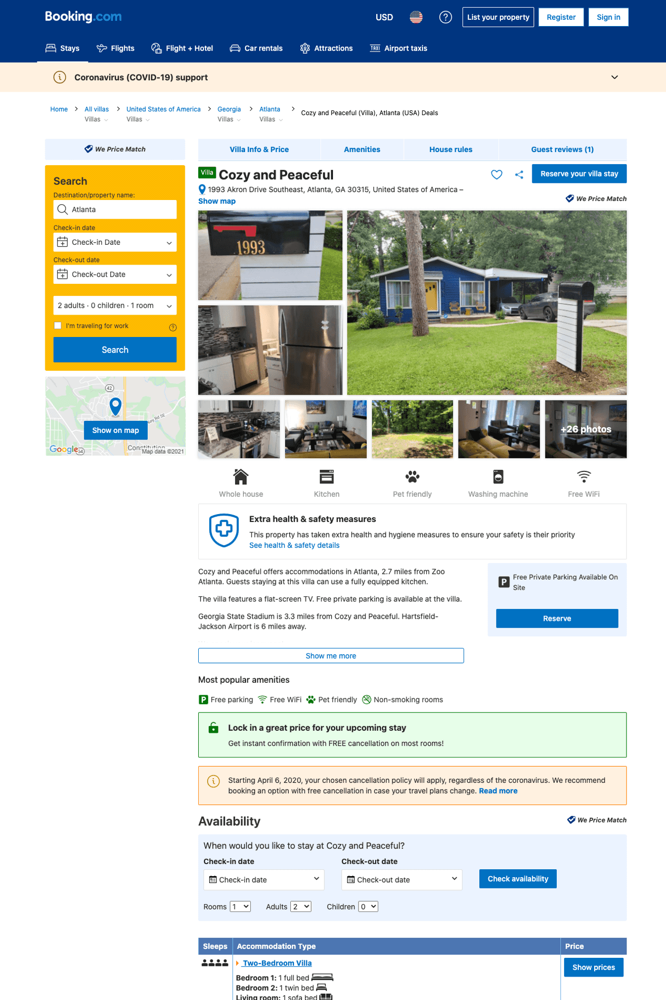 Booking.com
USD
List your property
Register
Sign in
Stays
Flights
Flight + Hotel
Car rentals
Attractions
TAXI
Airport taxis
Coronavirus (COVID-19) support
Home
All villas
Villas
United States of America
Villas
Georgia
Villas
Atlanta
Villas
Cozy and Peaceful (Villa), Atlanta (USA) Deals
We Price Match
Villa Info & Price
Amenities
House rules
Guest reviews (1)
Search
Destination/property name:
Atlanta
Check-in date
Check-in Date
Check-out date
Check-out Date
2 adults · 0 children · 1 room
I'm traveling for work
Search
42
Key Rd SE
Show on map
Constitution
Google
54
Map data ©2021
Villa
Cozy and Peaceful
Reserve your villa stay
1993 Akron Drive Southeast, Atlanta, GA 30315, United States of America –
Show map
We Price Match
1993
+26 photos
Whole house
Kitchen
Pet friendly
Washing machine
Free WiFi
Extra health & safety measures
This property has taken extra health and hygiene measures to ensure your safety is their priority
See health & safety details
Cozy and Peaceful offers accommodations in Atlanta, 2.7 miles from Zoo
Atlanta. Guests staying at this villa can use a fully equipped kitchen.
The villa features a flat-screen TV. Free private parking is available at the villa.
Georgia State Stadium is 3.3 miles from Cozy and Peaceful. Hartsfield-
Jackson Airport is 6 miles away.
P
Free Private Parking Available On
Site
Reserve
Show me more
Most popular amenities
P
Free parking
Free WiFi
Pet friendly
Non-smoking rooms
Lock in a great price for your upcoming stay
Get instant confirmation with FREE cancellation on most rooms!
Starting April 6, 2020, your chosen cancellation policy will apply, regardless of the coronavirus. We recommend
booking an option with free cancellation in case your travel plans change. Read more
Availability
We Price Match
When would you like to stay at Cozy and Peaceful?
Check-in date
Check-out date
Check-in date
Check-out date
Check availability
Rooms 1
Adults 2
Children 0
Sleeps
Accommodation Type
Price
Two-Bedroom Villa
Show prices
Bedroom 1: 1 full bed
Bedroom 2: 1 twin bed
Living room: 1 sofa bed